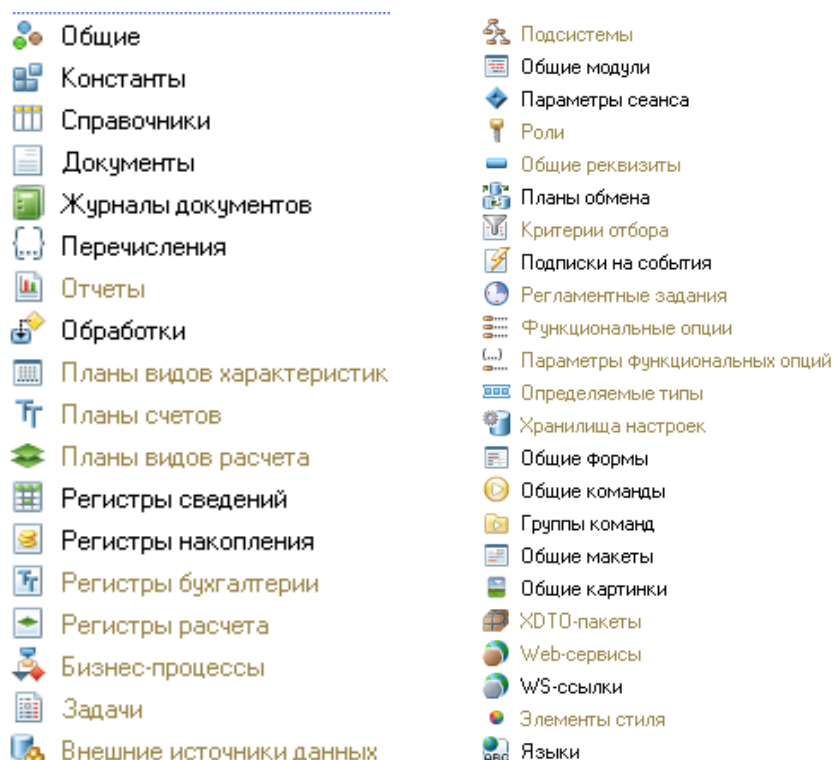 Общие
Константы
Справочники
Документы
Журналы документов
Перечисления
Отчеты
Обработки
Планы видов характеристик
Планы счетов
Планы видов расчета
Регистры сведений
Регистры накопления
Регистры бухгалтерии
Регистры расчета
Бизнес-процессы
Задачи
Внешние источники данных
Подсистемы
Общие модули
Параметры сеанса
Роли
Общие реквизиты
Планы обмена
Критерии отбора
Подписки на события
Регламентные задания
Функциональные опции
Параметры функциональных опций
Определяемые типы
Хранилища настроек
Общие формы
Общие команды
Группы команд
Общие макеты
Общие картинки
XDTO-пакеты
Web-сервисы
WS-ссылки
Элементы стиля
Языки